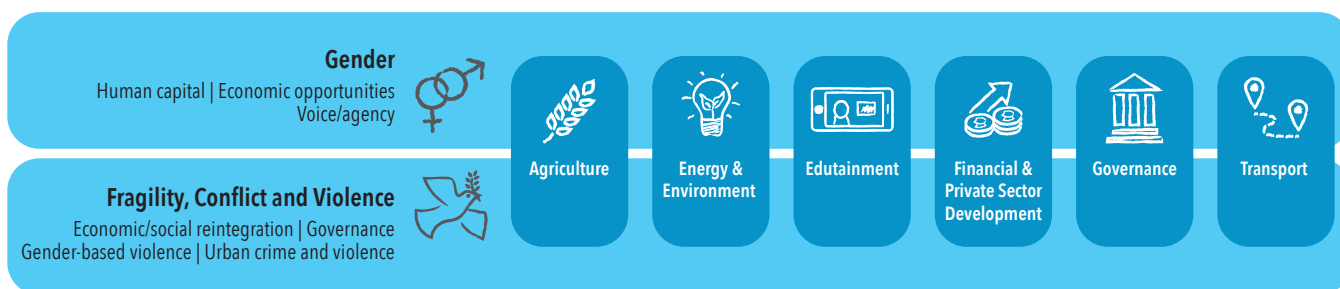 Gender
Human capital | Economic opportunities
Voice/agency
Fragility, Conflict and Violence
Economic/social reintegration | Governance
Gender-based violence | Urban crime and violence
Agriculture
Energy &
Environment
Edutainment
Financial &
Private Sector
Development
Governance
Transport